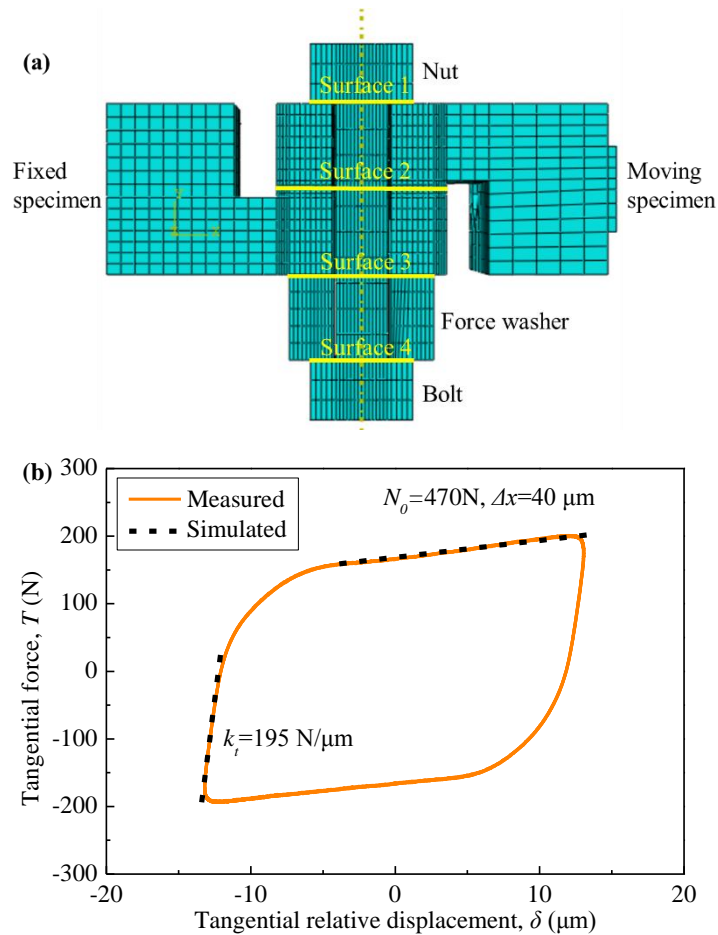 (a)
Nut
Surface 1
Fixed
specimen
Surface 2
Moving
specimen
y
x
Surface 3
Force washer
Surface 4
Bolt
(b)
300
200
100
0
-100
-200
-300
Tangential force, T (N)
Measured
Simulated
N₀=470N, Δx=40 μm
kₜ=195 N/μm
-20
-10
0
10
20
Tangential relative displacement, δ (μm)